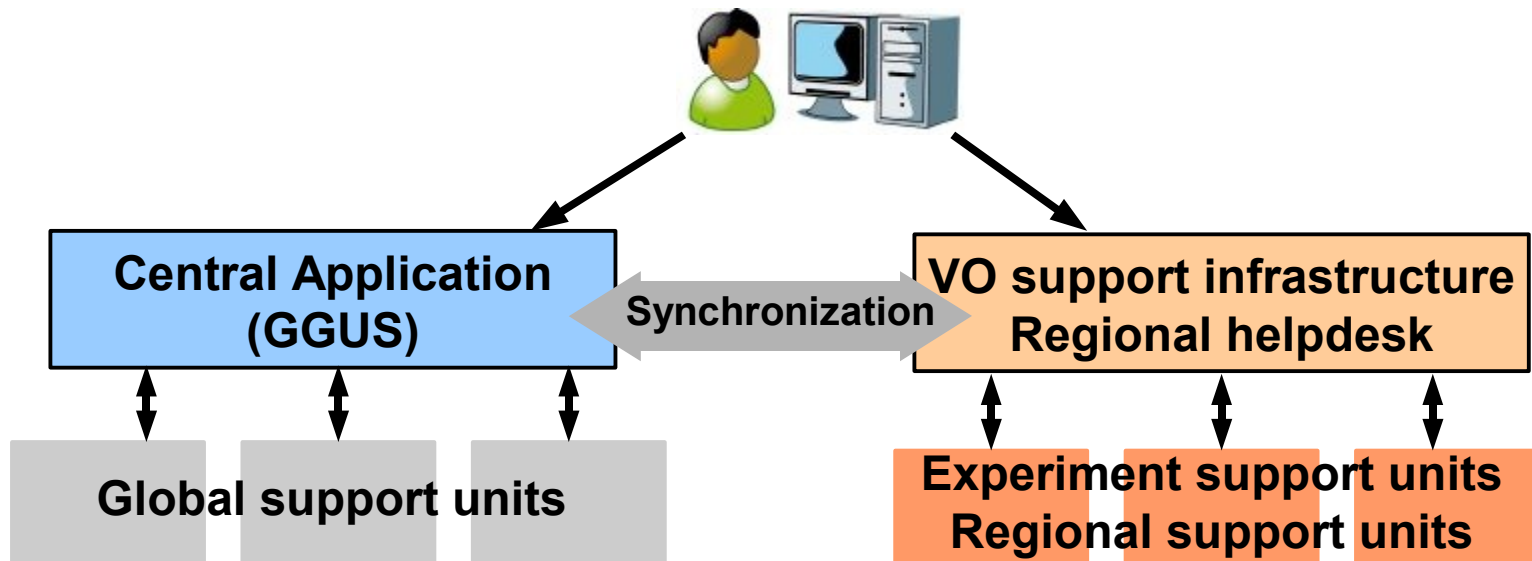 Central Application
(GGUS)
Synchronization
VO support infrastructure
Regional helpdesk
Global support units
Experiment support units
Regional support units